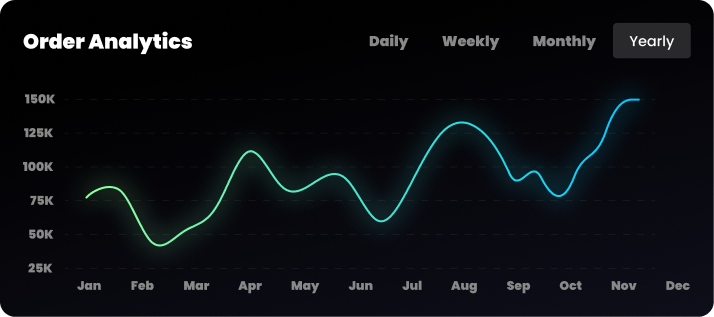 Order Analytics
Daily Weekly Monthly Yearly
150K
125K
100K
75K
50K
25K
Jan Feb Mar Apr May Jun Jul Aug Sep Oct Nov Dec